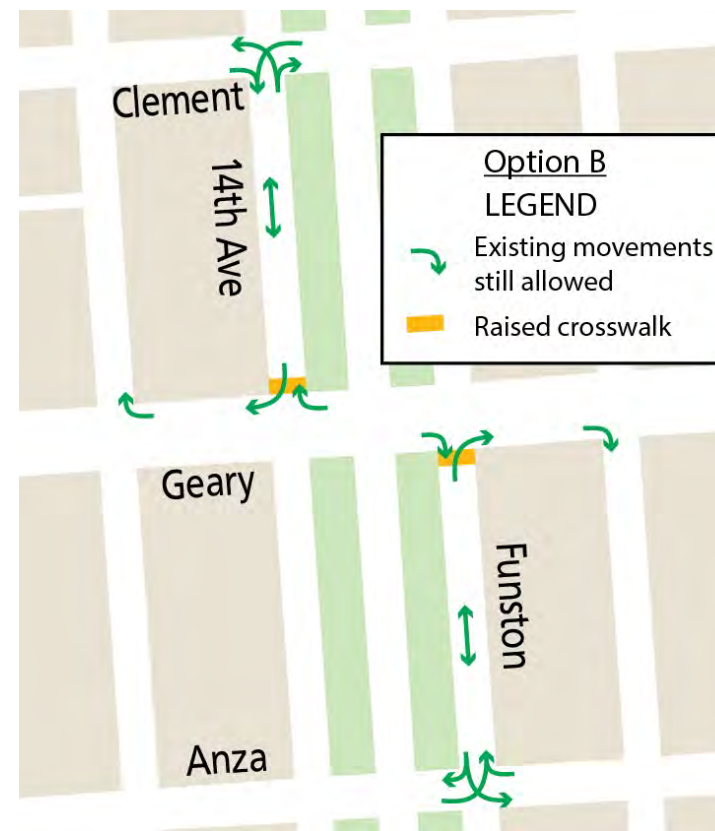 Clement
14th Ave
Option B
LEGEND
Existing movements
still allowed
Raised crosswalk
Geary
Funston
Anza